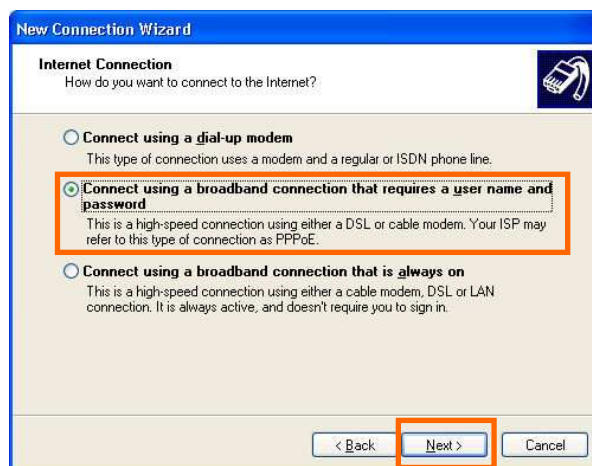 New Connection Wizard
Internet Connection
How do you want to connect to the Internet?
Connect using a dial-up modem
This type of connection uses a modem and a regular or ISDN phone line.
Connect using a broadband connection that requires a user name and
password
This is a high-speed connection using either a DSL or cable modem. Your ISP may
refer to this type of connection as PPPoE.
Connect using a broadband connection that is always on
This is a high-speed connection using either a cable modem, DSL or LAN
connection. It is always active, and doesn't require you to sign in.
< Back Next > Cancel